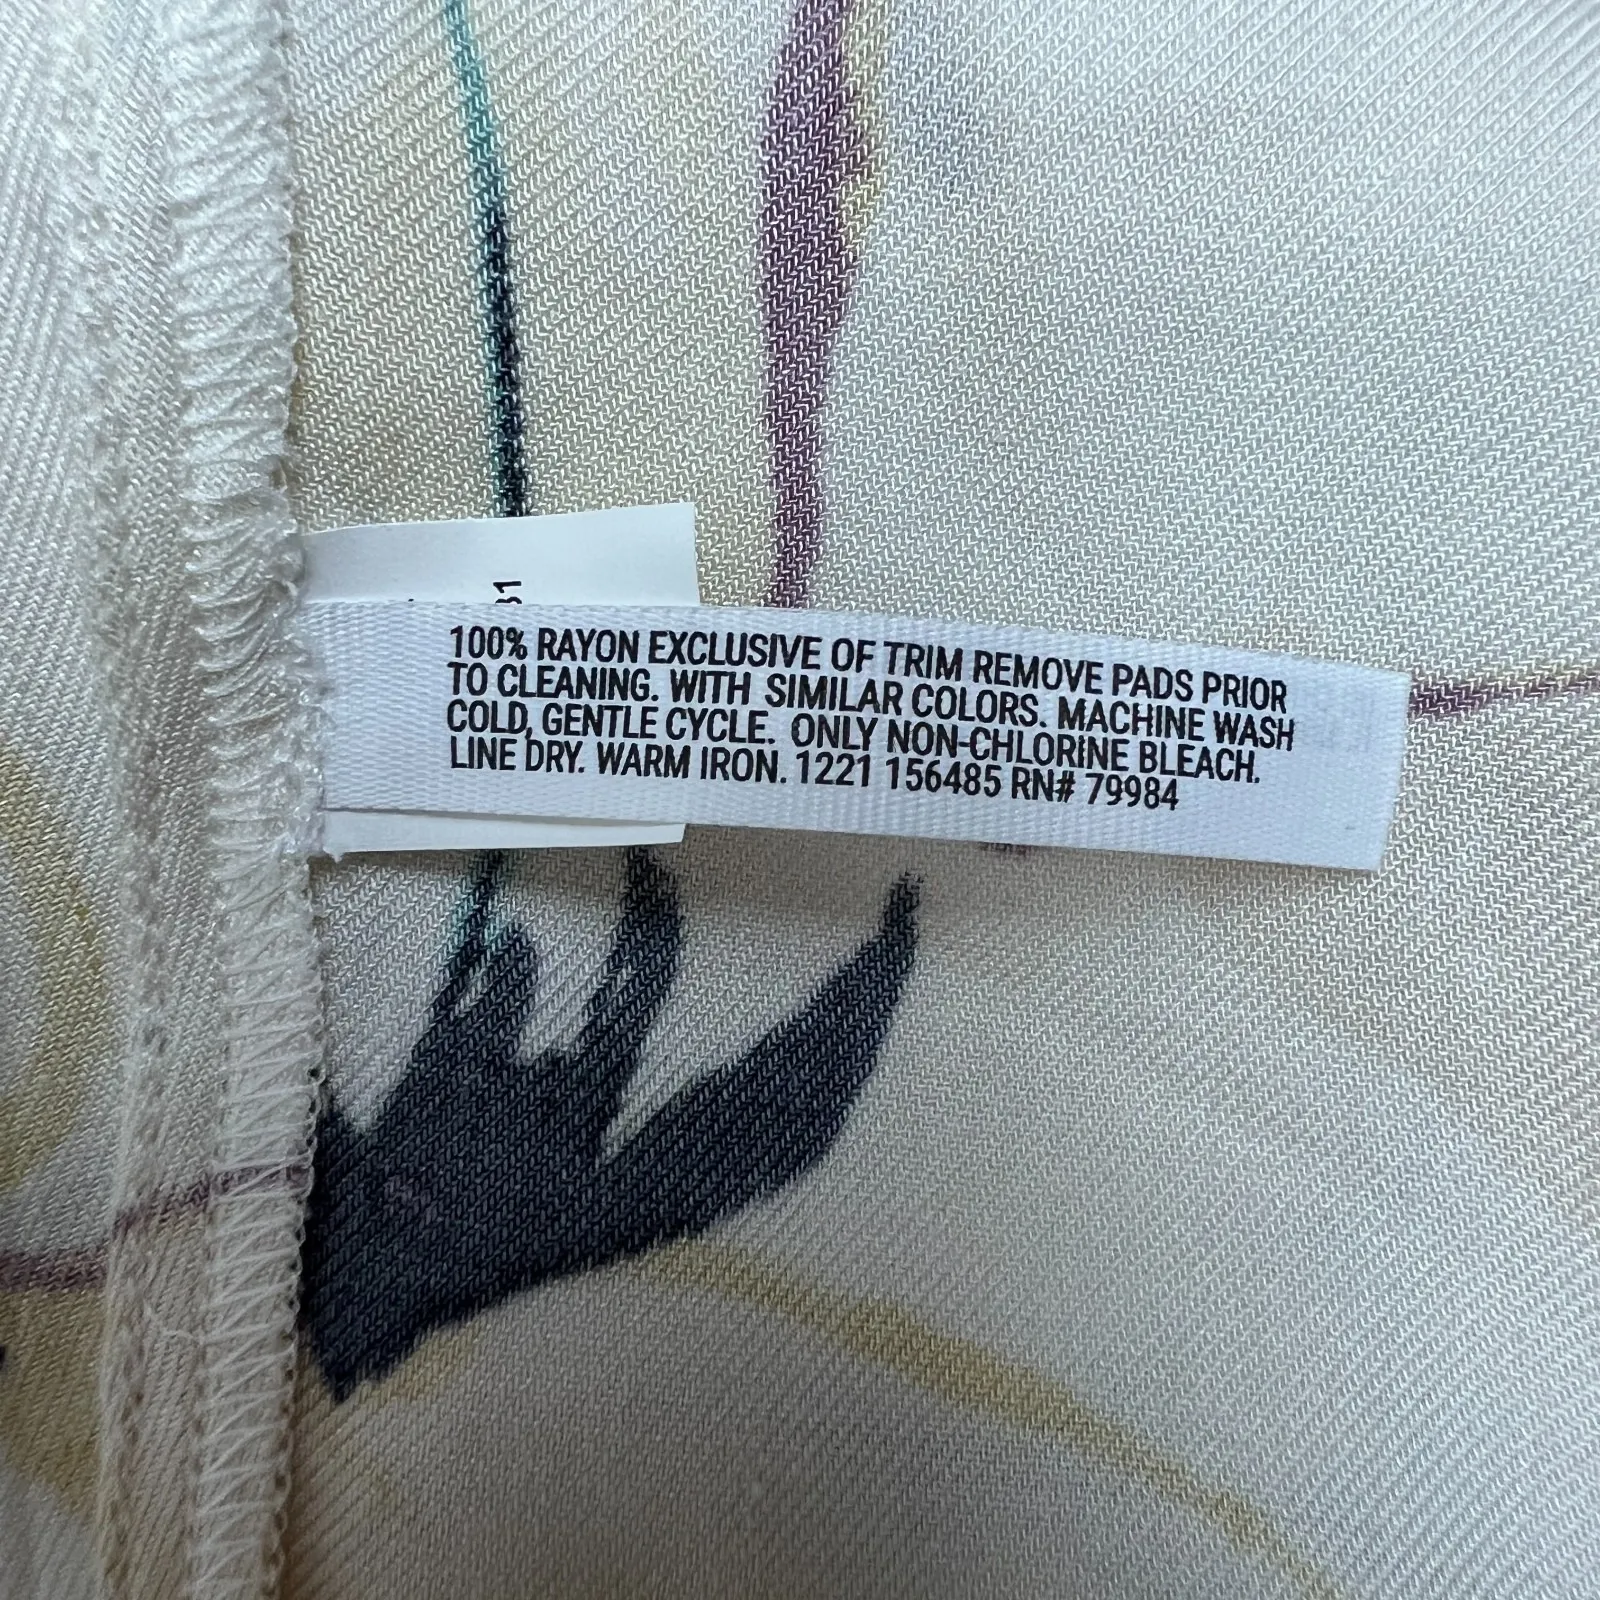 31
100% RAYON EXCLUSIVE OF TRIM REMOVE PADS PRIOR
TO CLEANING. WITH SIMILAR COLORS. MACHINE WASH
COLD, GENTLE CYCLE. ONLY NON-CHLORINE BLEACH.
LINE DRY. WARM IRON. 1221 156485 RN# 79984